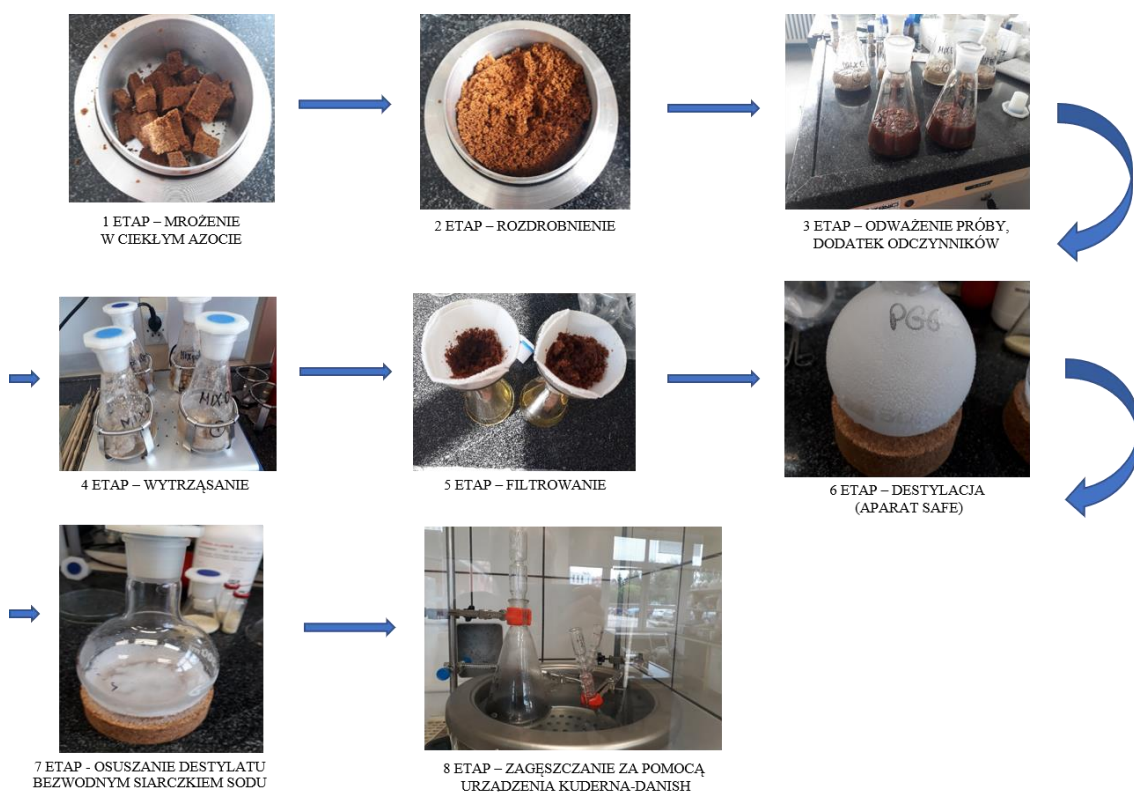 1 ETAP – MROŻENIE
W CIEKŁYM AZOCIE
2 ETAP – ROZDROBNIENIE
3 ETAP – ODWAŻENIE PRÓBY,
DODATEK ODCZYNNIKÓW
MIX
4 ETAP – WYTRZĄSANIE
5 ETAP – FILTROWANIE
PG6
6 ETAP – DESTYLACJA
(APARAT SAFE)
7 ETAP - OSUSZANIE DESTYLATU
BEZWODNYM SIARCZKIEM SODU
8 ETAP – ZAGĘSZCZANIE ZA POMOCĄ
URZĄDZENIA KUDERNA-DANISH